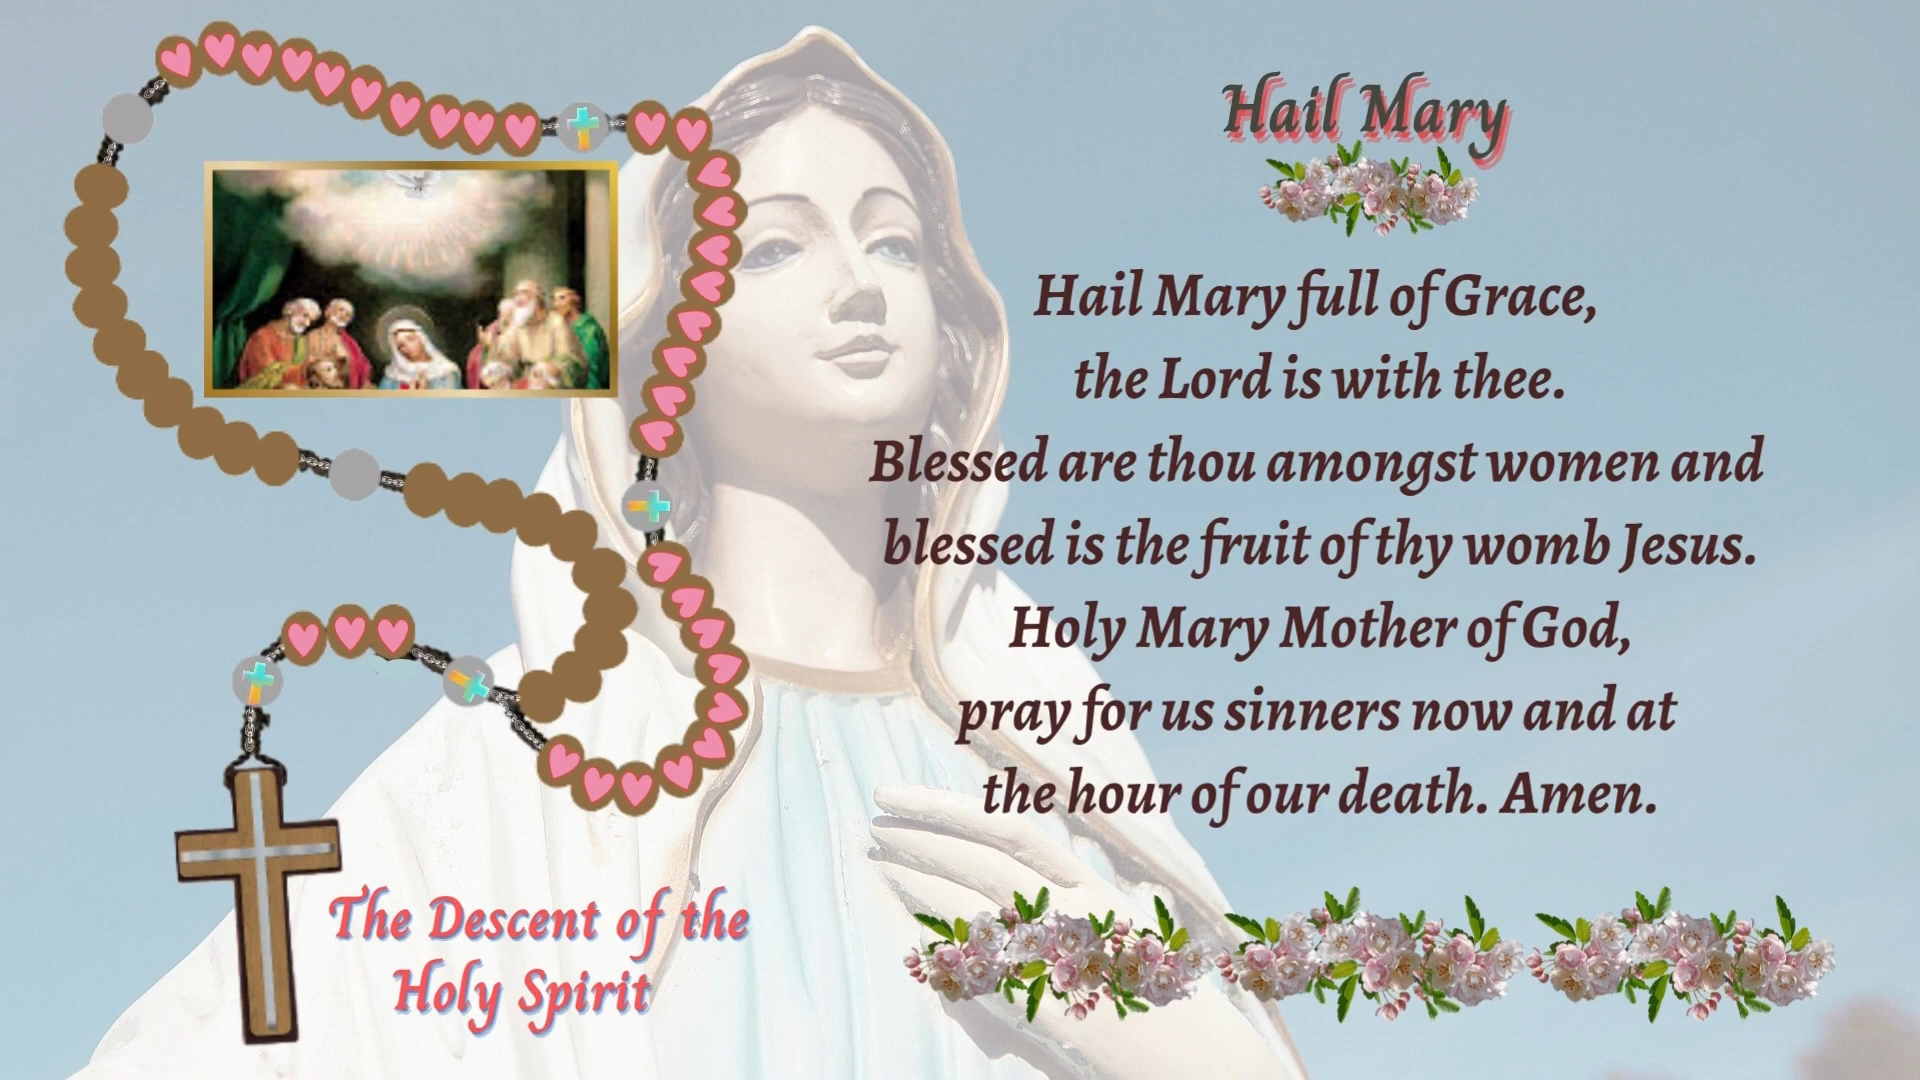 Hail Mary
Hail Mary full of Grace,
the Lord is with thee.
Blessed are thou amongst women and
blessed is the fruit of thy womb Jesus.
Holy Mary Mother of God,
pray for us sinners now and at
the hour of our death. Amen.
The Descent of the
Holy Spirit